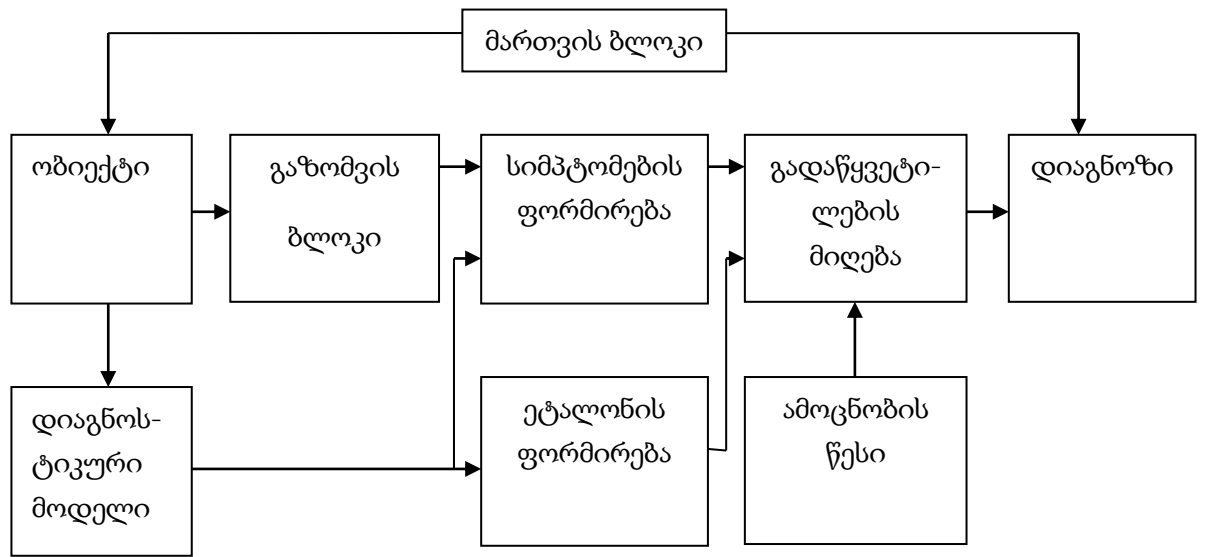 მართვის ბლოკი
ობიექტი
გაზომვის
ბლოკი
სიმპტომების
ფორმირება
გადაწყვეტი-
ლების
მიღება
დიაგნოზი
დიაგნოს-
ტიკური
მოდელი
ეტალონის
ფორმირება
ამოცნობის
წესი